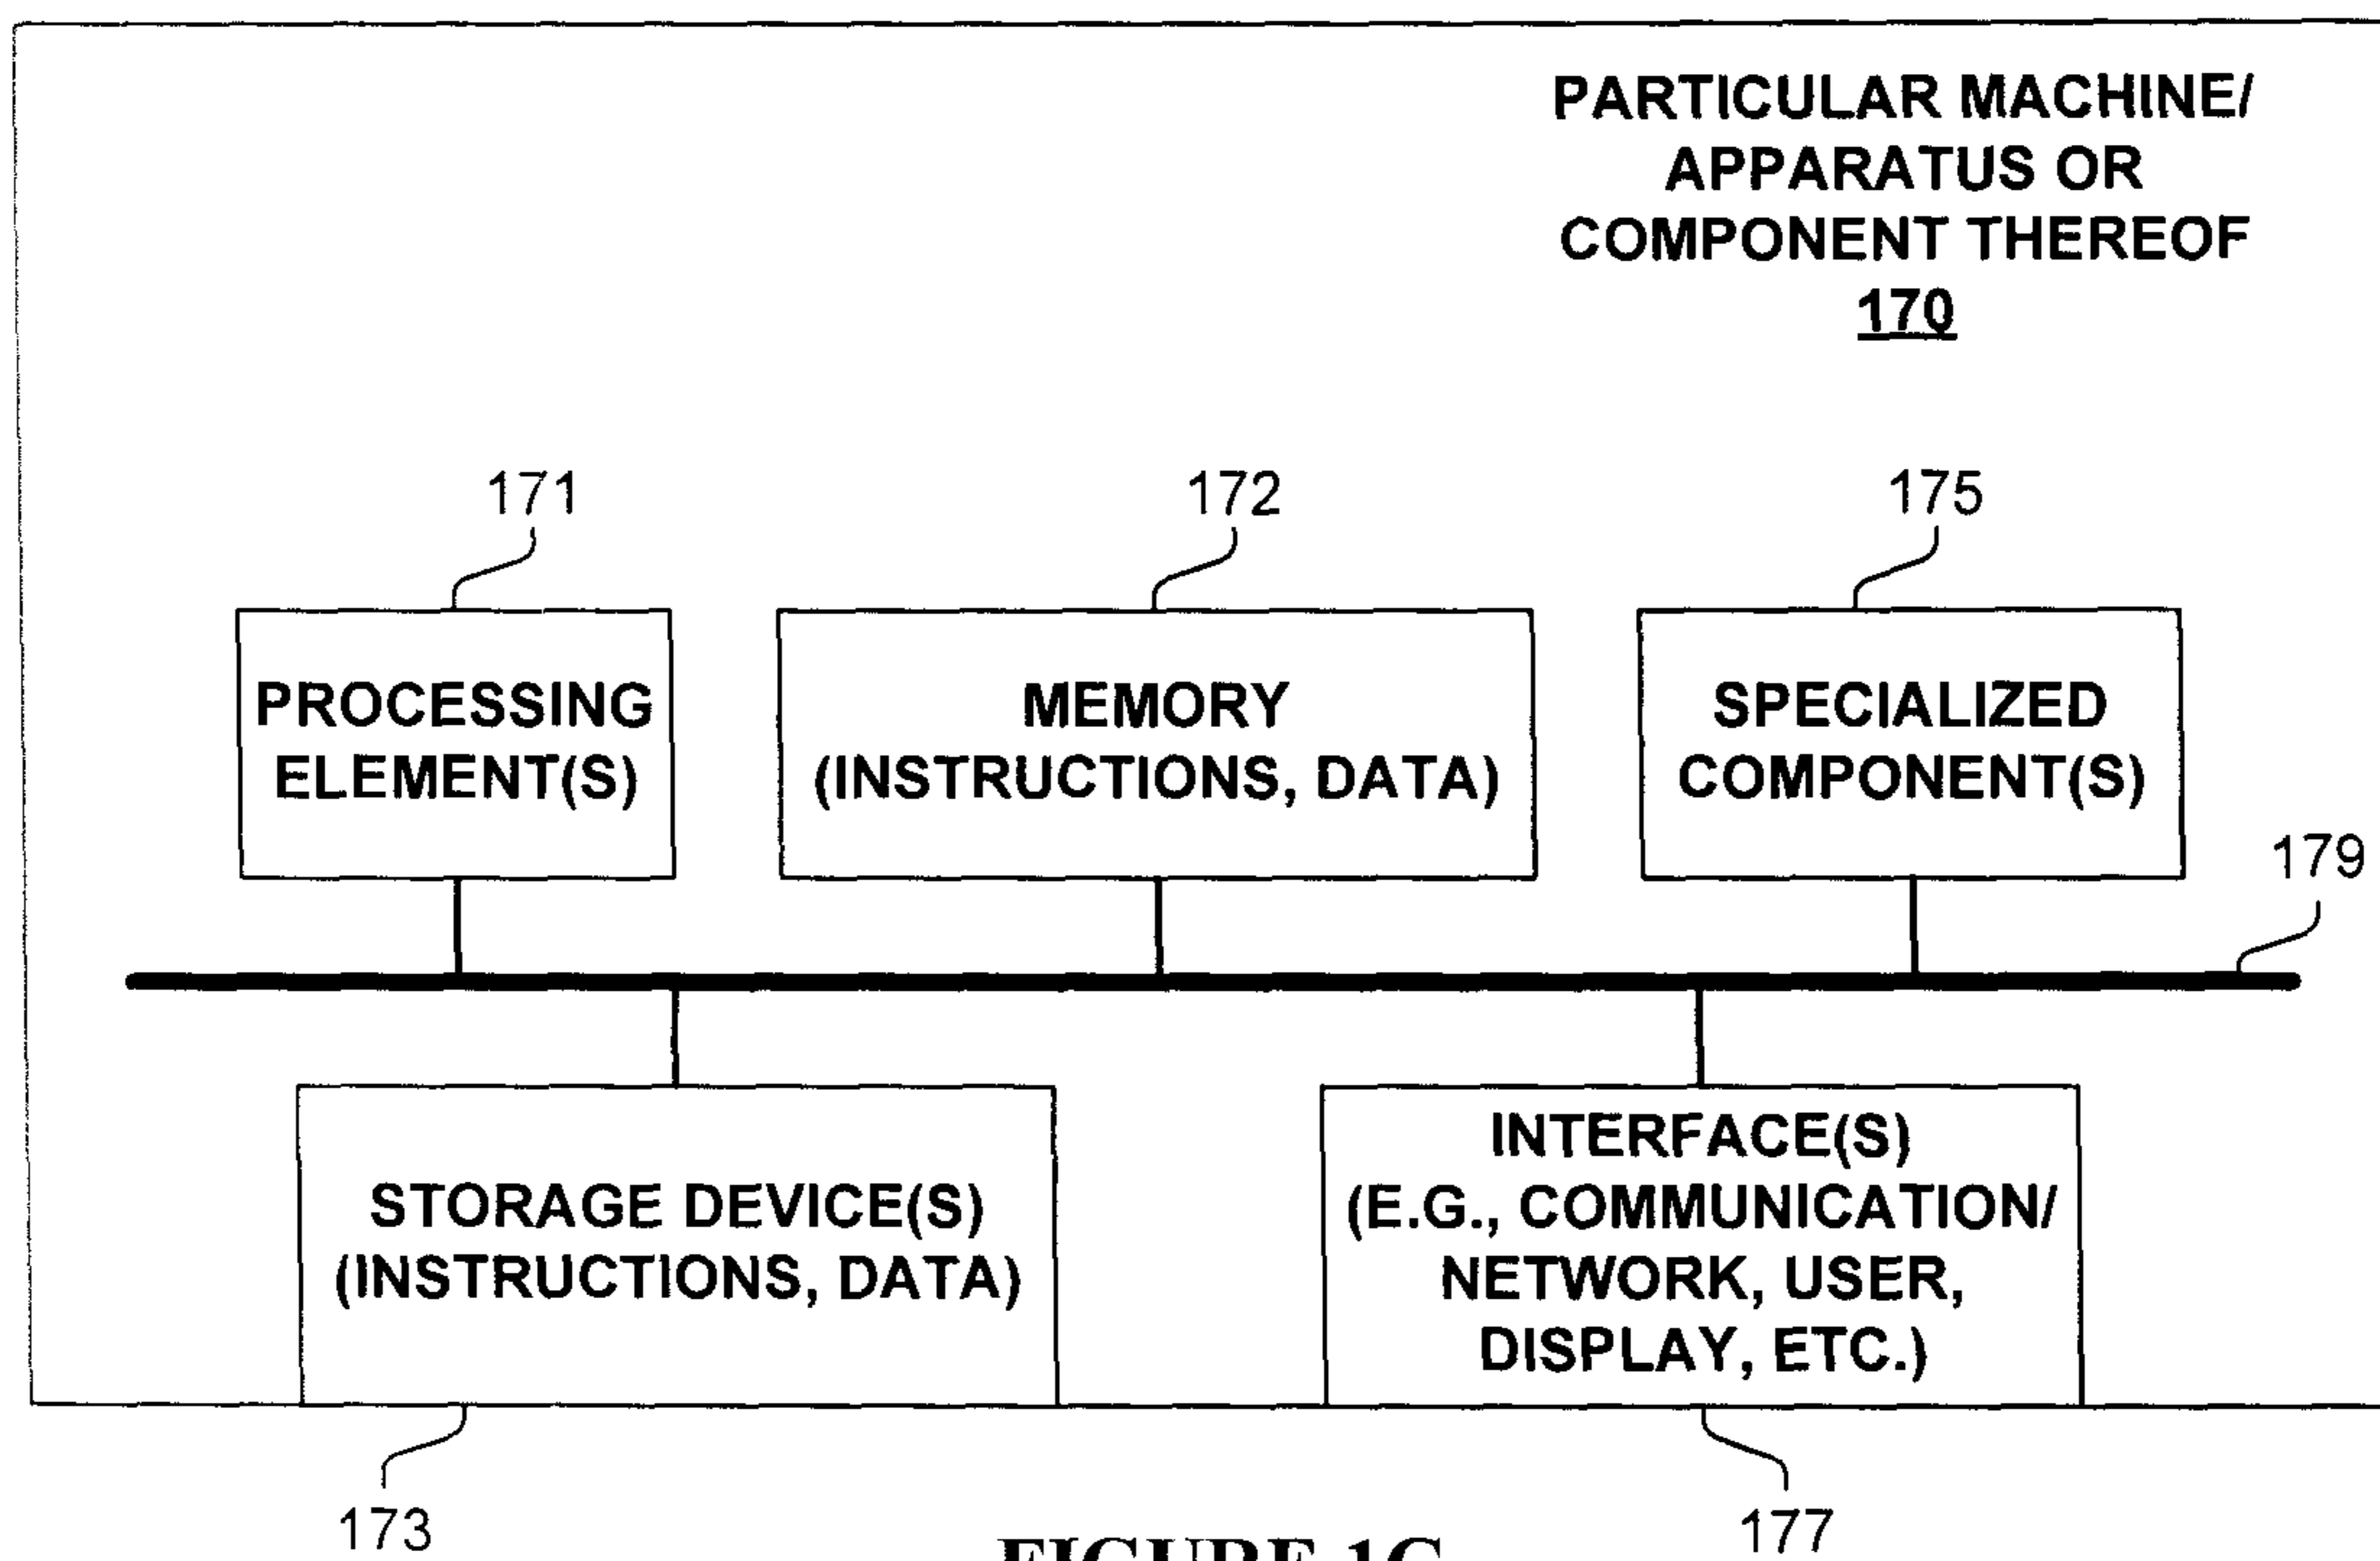 PARTICULAR MACHINE/
APPARATUS OR
COMPONENT THEREOF
170
171
172
175
PROCESSING
ELEMENT(S)
MEMORY
(INSTRUCTIONS, DATA)
SPECIALIZED
COMPONENT(S)
179
STORAGE DEVICE(S)
(INSTRUCTIONS, DATA)
INTERFACE(S)
(E.G., COMMUNICATION/
NETWORK, USER,
DISPLAY, ETC.)
173
177
FIGURE